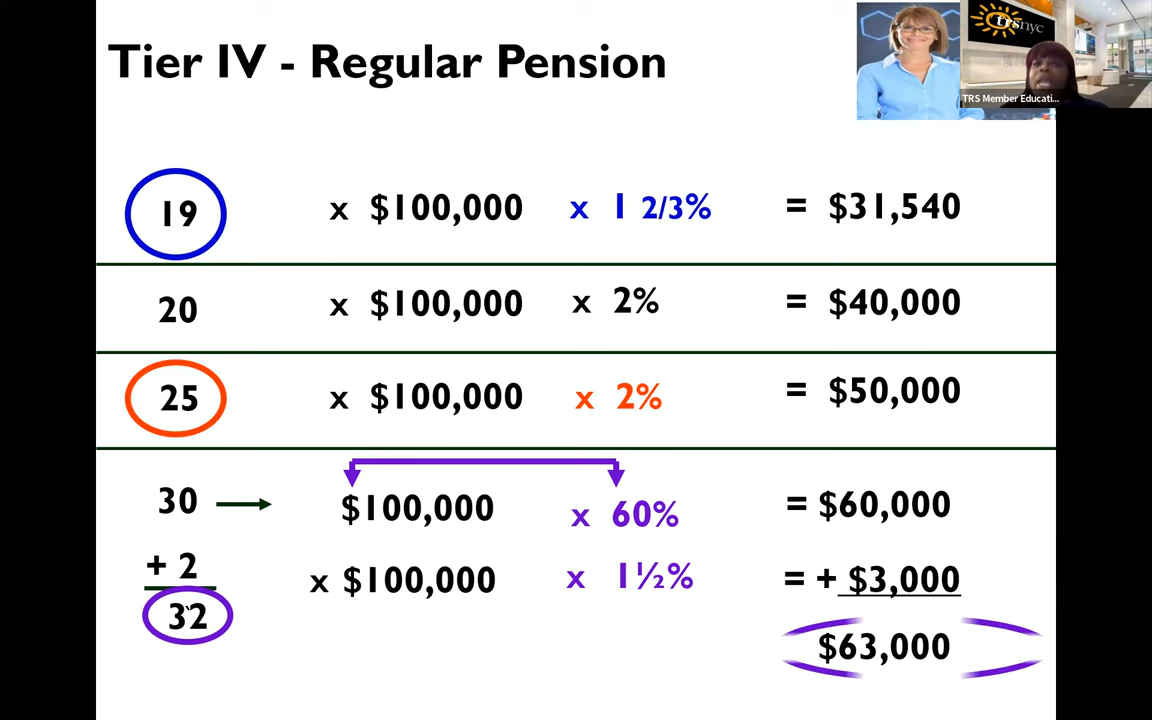 Tier IV - Regular Pension
trsnyc
TRS Member Educati...
19 x $100,000 x 1 2/3% = $31,540
20 x $100,000 x 2% = $40,000
25 x $100,000 x 2% = $50,000
30 $100,000 x 60% = $60,000
+ 2 x $100,000 x 1½% = + $3,000
32 $63,000